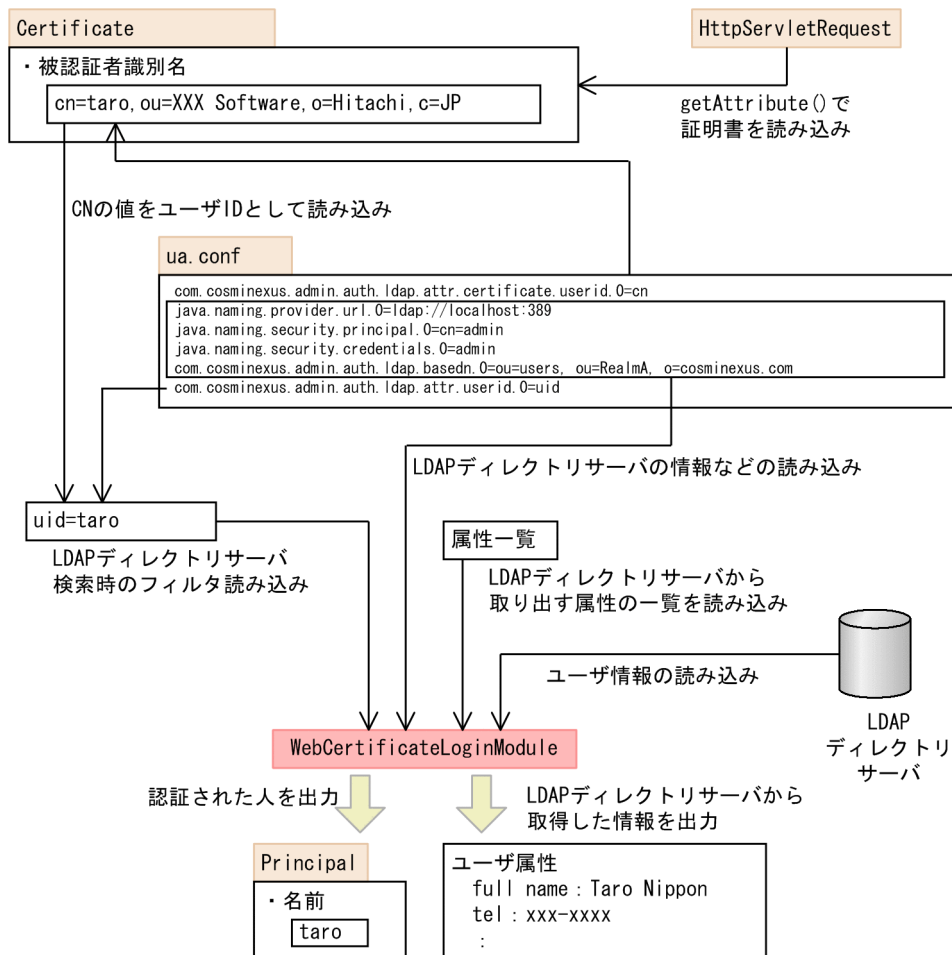 Certificate
HttpServletRequest
・被認証者識別名
cn=taro,ou=XXX Software,o=Hitachi,c=JP
getAttribute()で
証明書を読み込み
CNの値をユーザIDとして読み込み
ua.conf
com.cosminexus.admin.auth.ldap.attr.certificate.userid.0=cn
java.naming.provider.url.0=ldap://localhost:389
java.naming.security.principal.0=cn=admin
java.naming.security.credentials.0=admin
com.cosminexus.admin.auth.ldap.basedn.0=ou=users, ou=RealmA, o=cosminexus.com
com.cosminexus.admin.auth.ldap.attr.userid.0=uid
LDAPディレクトリサーバの情報などの読み込み
uid=taro
属性一覧
LDAPディレクトリサーバ
検索時のフィルタ読み込み
LDAPディレクトリサーバから
取り出す属性の一覧を読み込み
ユーザ情報の読み込み
LDAP
ディレクトリ
サーバ
WebCertificateLoginModule
認証された人を出力
LDAPディレクトリサーバから
取得した情報を出力
Principal
・名前
taro
ユーザ属性
full name：Taro Nippon
tel：xxx-xxxx
：